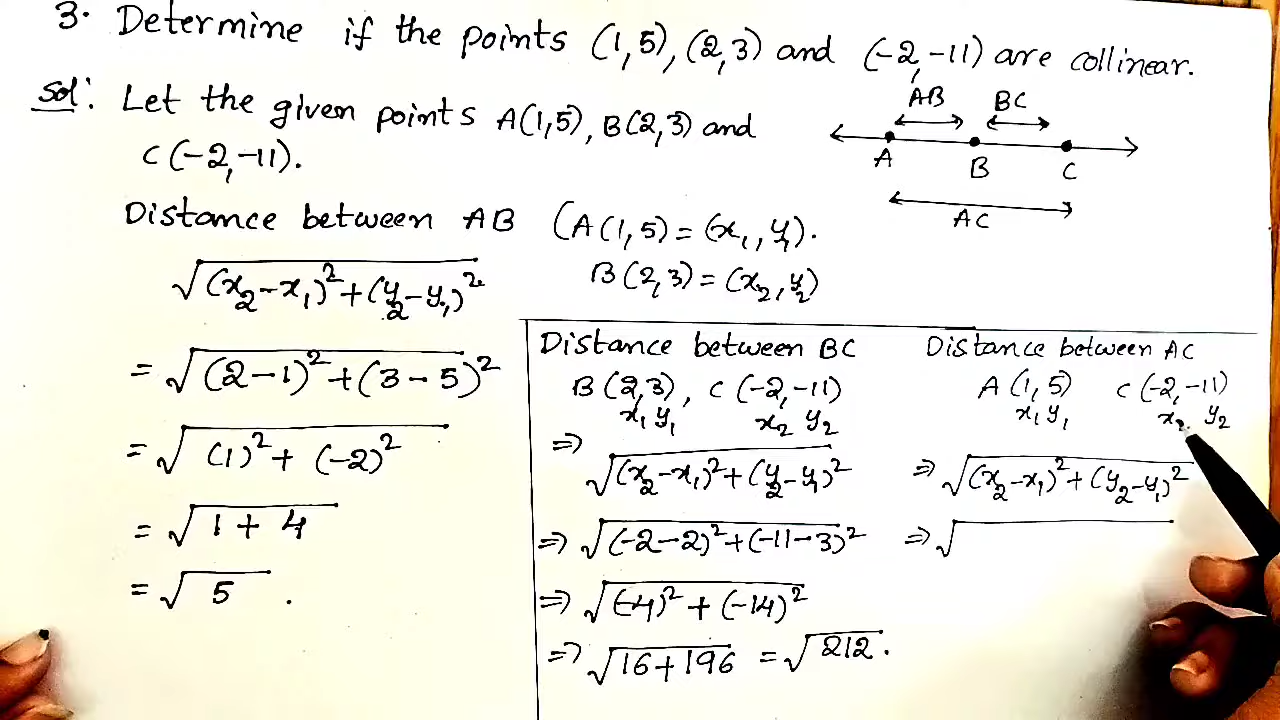 3. Determine if the points (1,5), (2,3) and (-2,-11) are collinear.
Sol: Let the given points A(1,5), B(2,3) and
C(-2,-11).
AB BC
A B C
AC
Distance between AB (A(1,5) = (x₁, y₁).
B(2,3) = (x₂, y₂)
√(x₂-x₁)²+(y₂-y₁)²
= √(2-1)²+(3-5)²
= √(1)²+(-2)²
= √1+4
= √5.
Distance between BC
B(2,3), C(-2,-11)
x₁ y₁ x₂ y₂
⇒ √(x₂-x₁)²+(y₂-y₁)²
⇒ √(-2-2)²+(-11-3)²
⇒ √(-4)²+(-14)²
⇒ √16+196 = √212.
Distance between AC
A(1,5) C(-2,-11)
x₁ y₁ x₂ y₂
⇒ √(x₂-x₁)²+(y₂-y₁)²
⇒ √